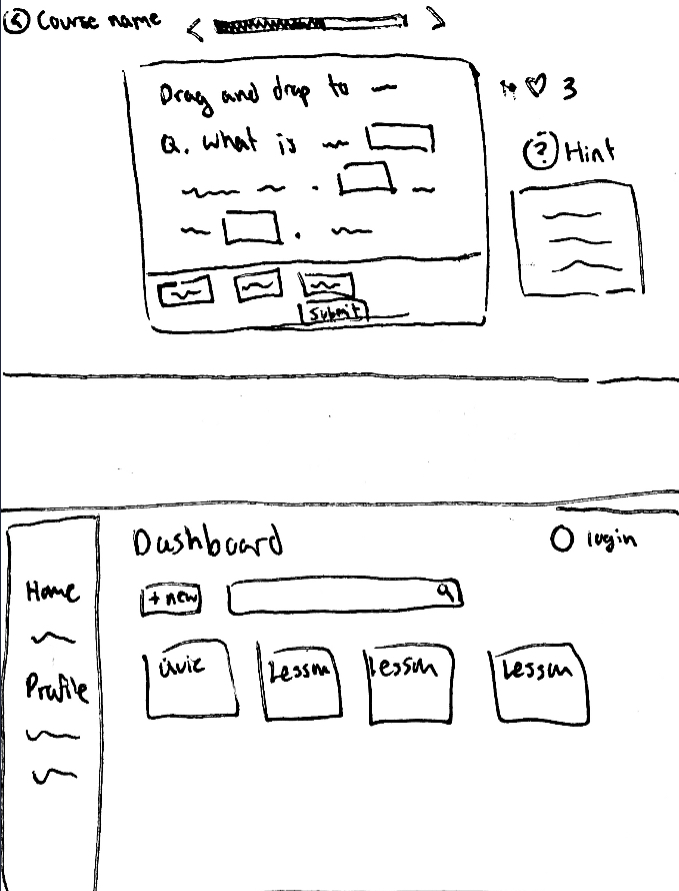 Course name
Drag and drop to
Q. What is
♡ 3
? Hint
Submit
Dashboard
login
Home
+ new
Profile
Lesson
Lesson
Lesson